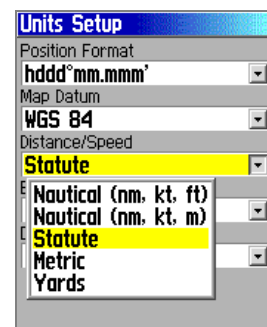 Units Setup
Position Format
hddd°mm.mmm'
Map Datum
WGS 84
Distance/Speed
Statute
Nautical (nm, kt, ft)
Nautical (nm, kt, m)
Statute
Metric
Yards